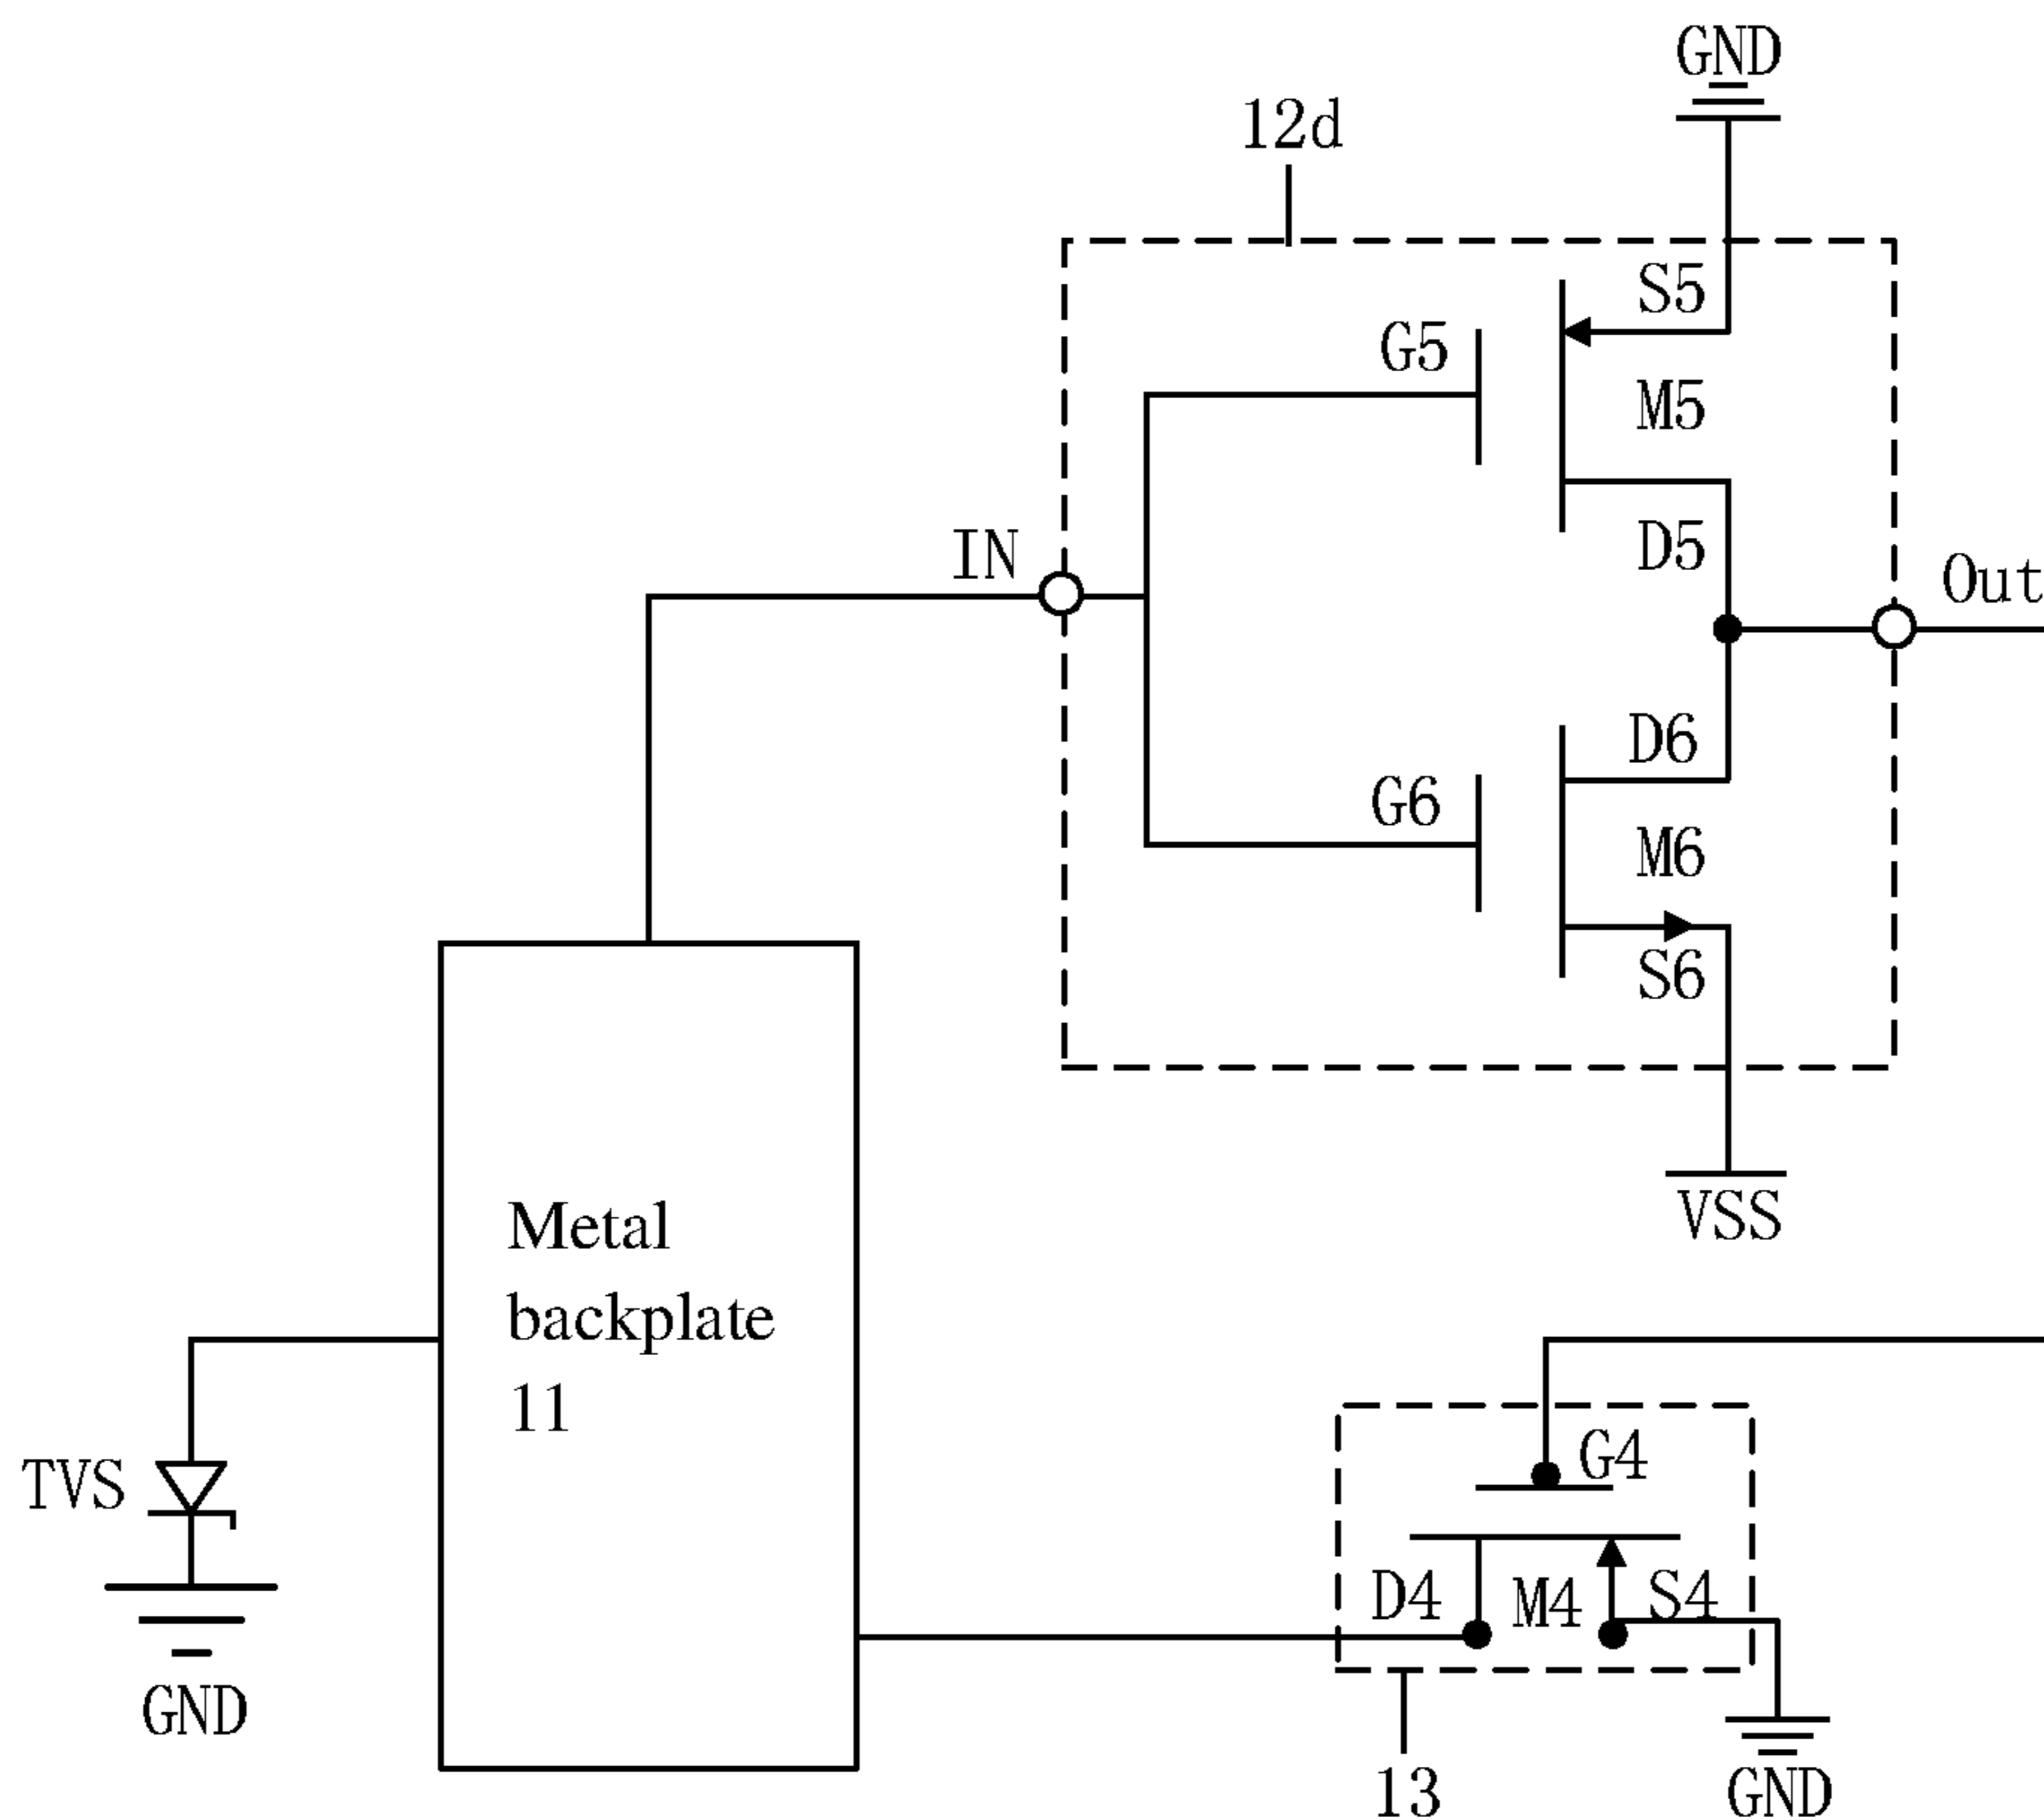 GND
12d
S5
G5
M5
D5
IN
Out
D6
G6
M6
S6
VSS
Metal
backplate
11
TVS
G4
D4
M4
S4
GND
13
GND